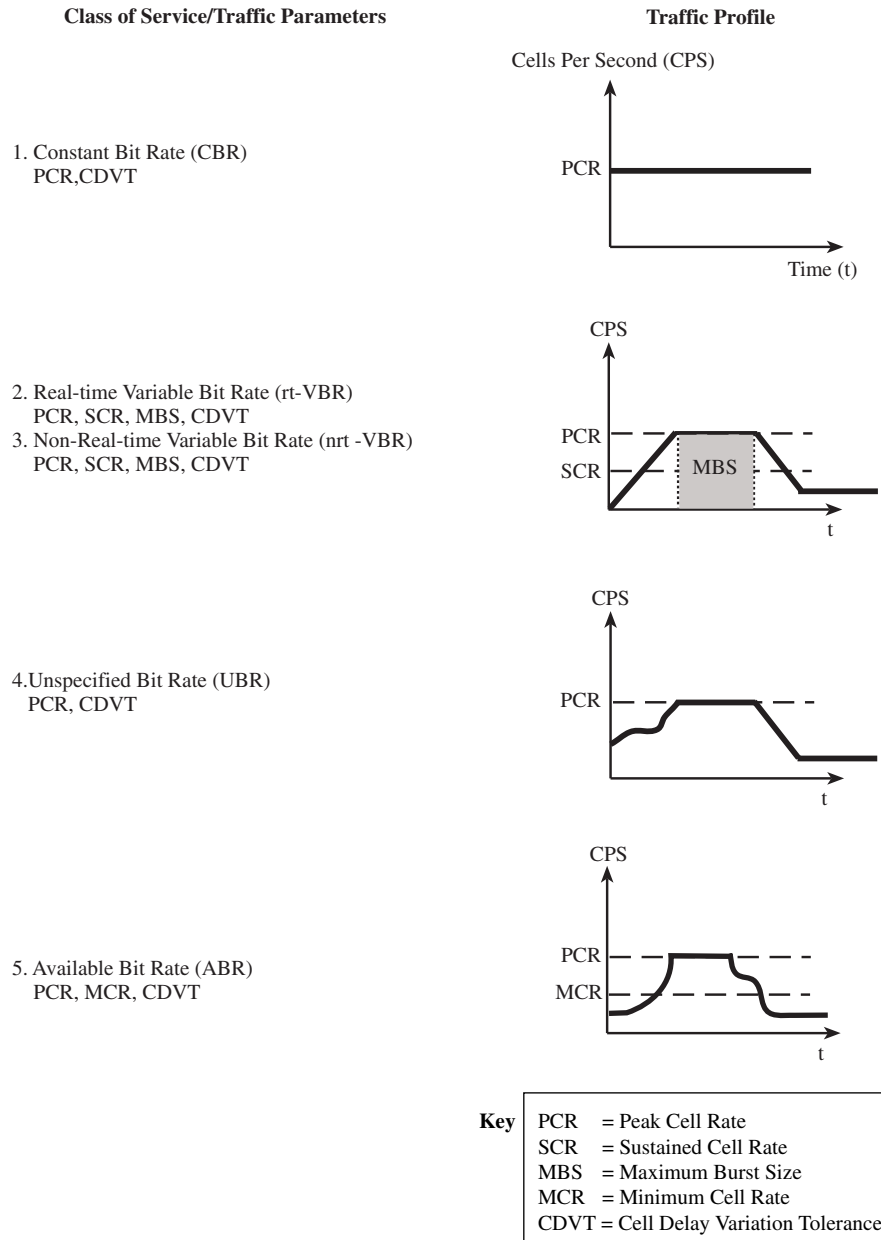 Class of Service/Traffic Parameters
Traffic Profile
Cells Per Second (CPS)
1. Constant Bit Rate (CBR)
PCR,CDVT
PCR
Time (t)
CPS
2. Real-time Variable Bit Rate (rt-VBR)
PCR, SCR, MBS, CDVT
3. Non-Real-time Variable Bit Rate (nrt -VBR)
PCR, SCR, MBS, CDVT
PCR
SCR
MBS
t
CPS
4.Unspecified Bit Rate (UBR)
PCR, CDVT
PCR
t
CPS
5. Available Bit Rate (ABR)
PCR, MCR, CDVT
PCR
MCR
t
Key
PCR = Peak Cell Rate
SCR = Sustained Cell Rate
MBS = Maximum Burst Size
MCR = Minimum Cell Rate
CDVT = Cell Delay Variation Tolerance